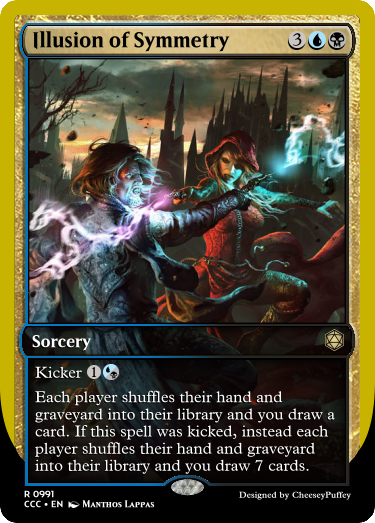 Illusion of Symmetry 3
Sorcery
Kicker 1
Each player shuffles their hand and
graveyard into their library and you draw a
card. If this spell was kicked, instead each
player shuffles their hand and graveyard
into their library and you draw 7 cards.
R 0991
CCC • EN Manthos Lappas
Designed by CheeseyPuffey